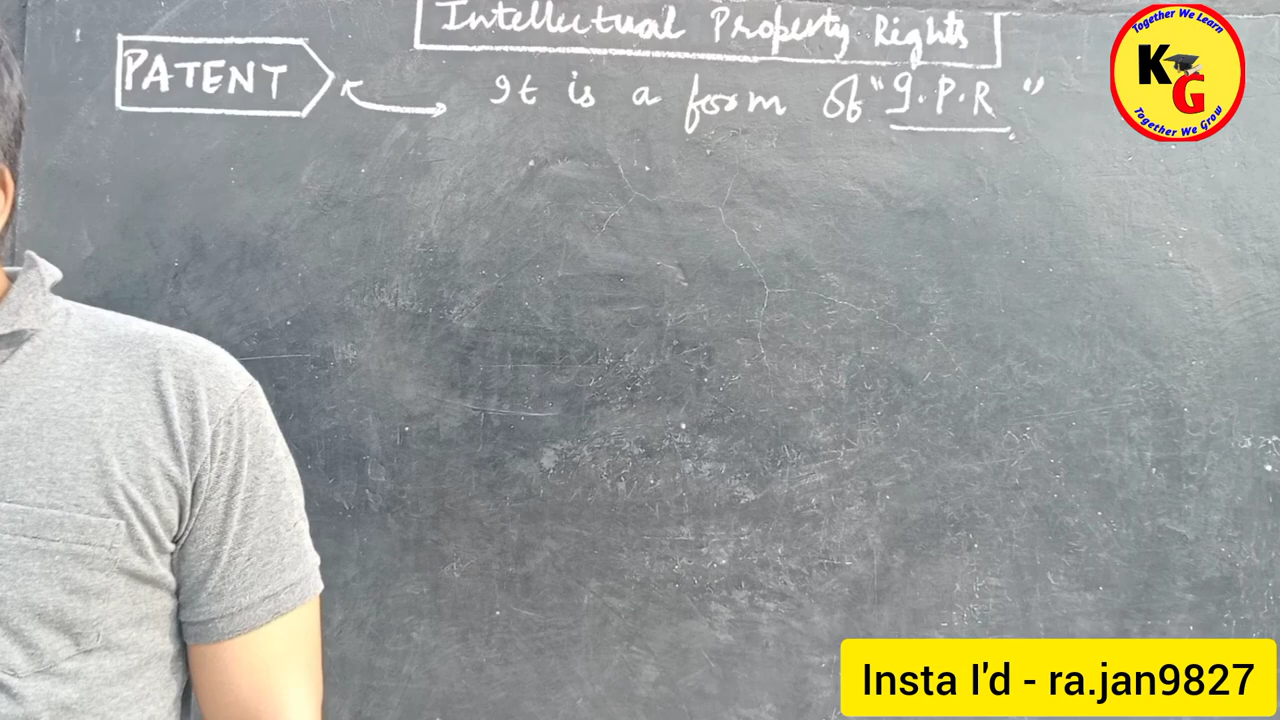 Intellectual Property Rights
PATENT
It is a form of "I.P.R"
Together We Learn
KG
Together We Grow
Insta I'd - ra.jan9827